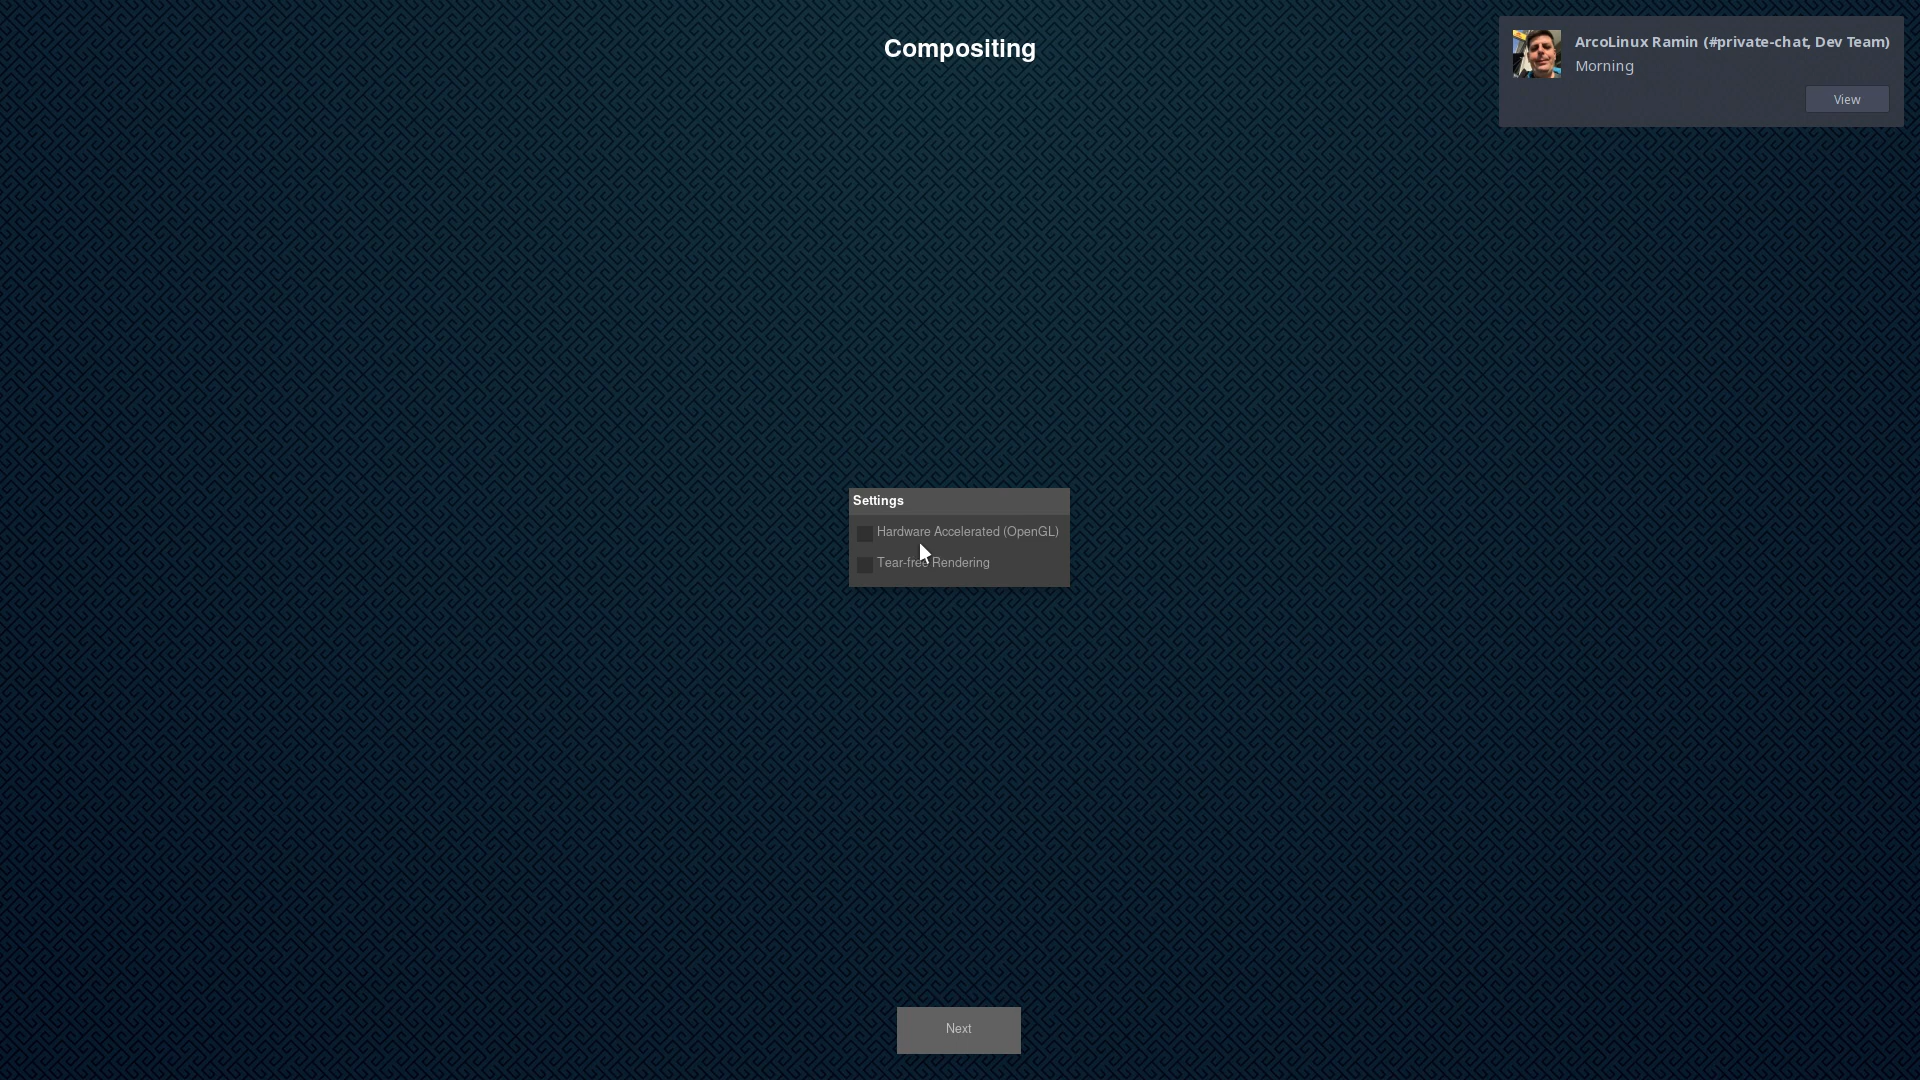 Compositing
ArcoLinux Ramin (#private-chat, Dev Team)
Morning
View
Settings
Hardware Accelerated (OpenGL)
Tear-free Rendering
Next